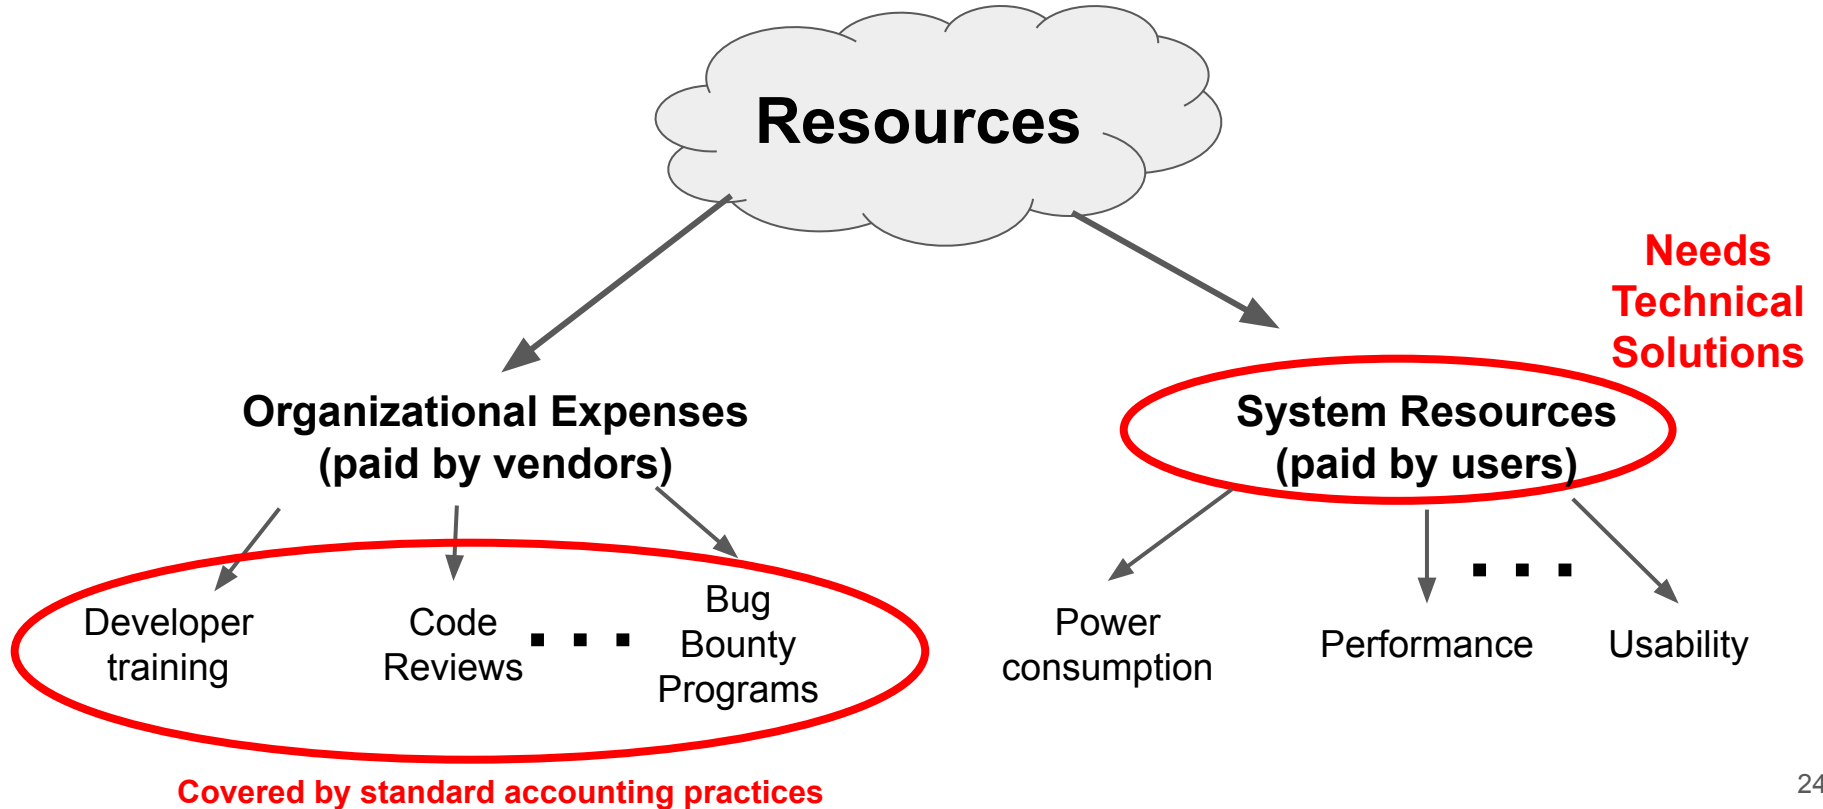 Resources
Needs
Technical
Solutions
Organizational Expenses
(paid by vendors)
System Resources
(paid by users)
Developer
training
Code
Reviews
. . .
Bug
Bounty
Programs
Power
consumption
Performance
. . .
Usability
Covered by standard accounting practices
24